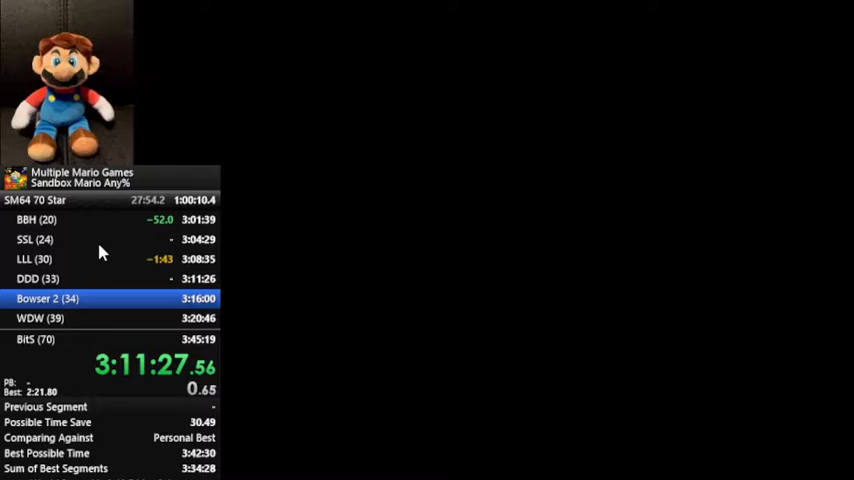 Multiple Mario Games
Sandbox Mario Any%
SM64 70 Star 27:54.2 1:00:10.4
BBH (20) −52.0 3:01:39
SSL (24) - 3:04:29
LLL (30) −1:43 3:08:35
DDD (33) - 3:11:26
Bowser 2 (34) 3:16:00
WDW (39) 3:20:46
BitS (70) 3:45:19
3:11:27.56
PB: -
Best: 2:21.80 0.65
Previous Segment -
Possible Time Save 30.49
Comparing Against Personal Best
Best Possible Time 3:42:30
Sum of Best Segments 3:34:28